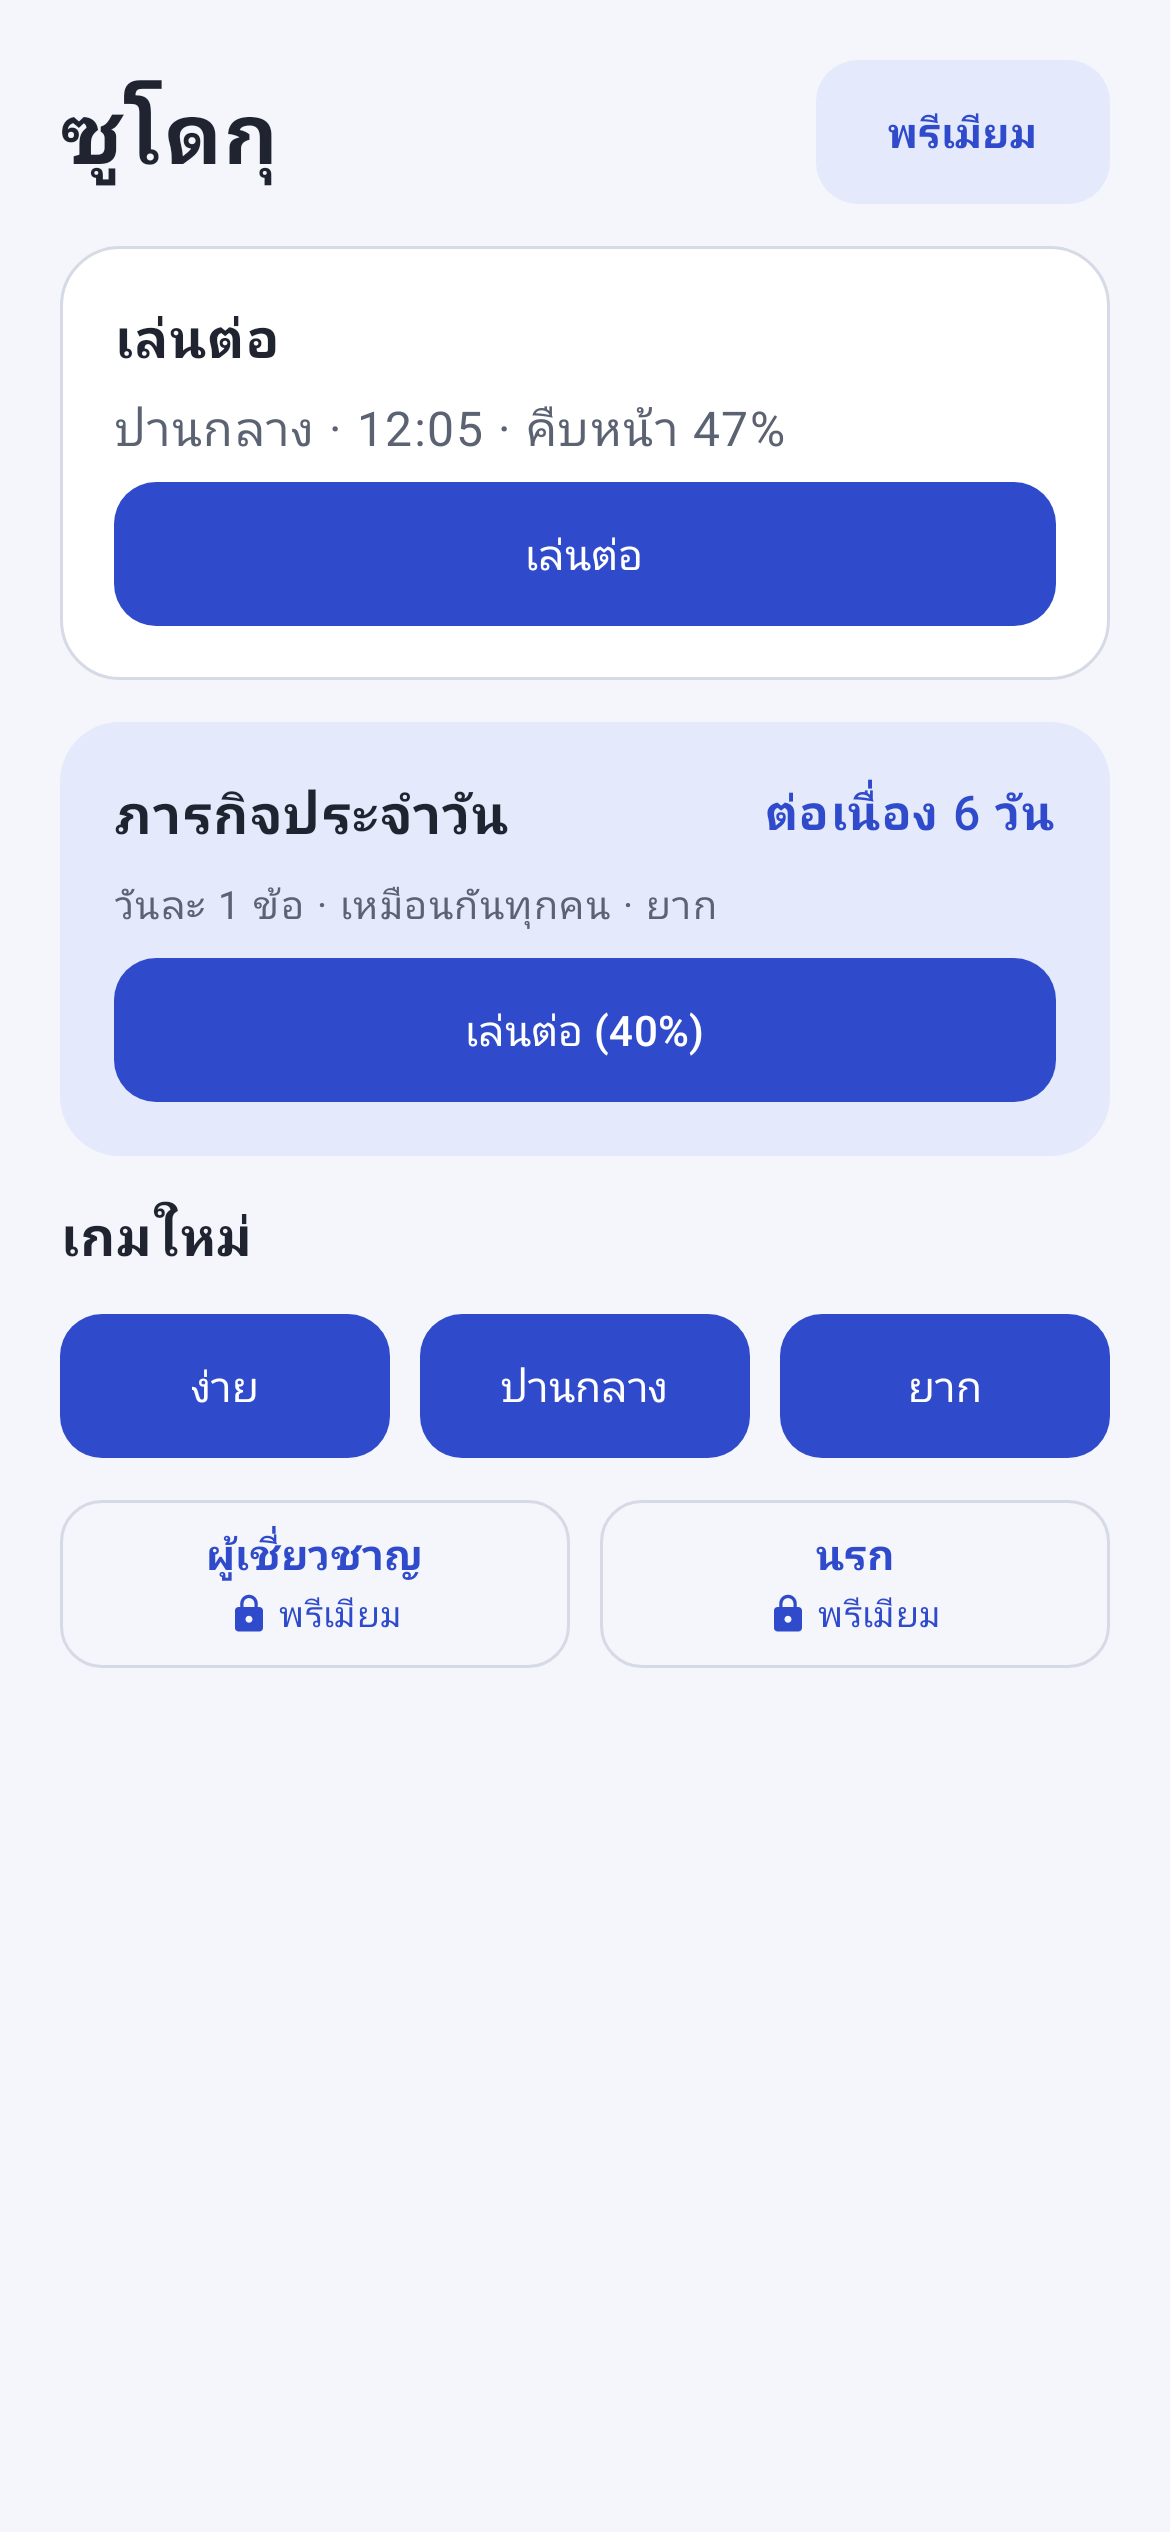 ซูโดกุ
พรีเมียม
เล่นต่อ
ปานกลาง · 12:05 · คืบหน้า 47%
เล่นต่อ
ภารกิจประจำวัน
ต่อเนื่อง 6 วัน
วันละ 1 ข้อ · เหมือนกันทุกคน · ยาก
เล่นต่อ (40%)
เกมใหม่
ง่าย
ปานกลาง
ยาก
ผู้เชี่ยวชาญ
พรีเมียม
นรก
พรีเมียม